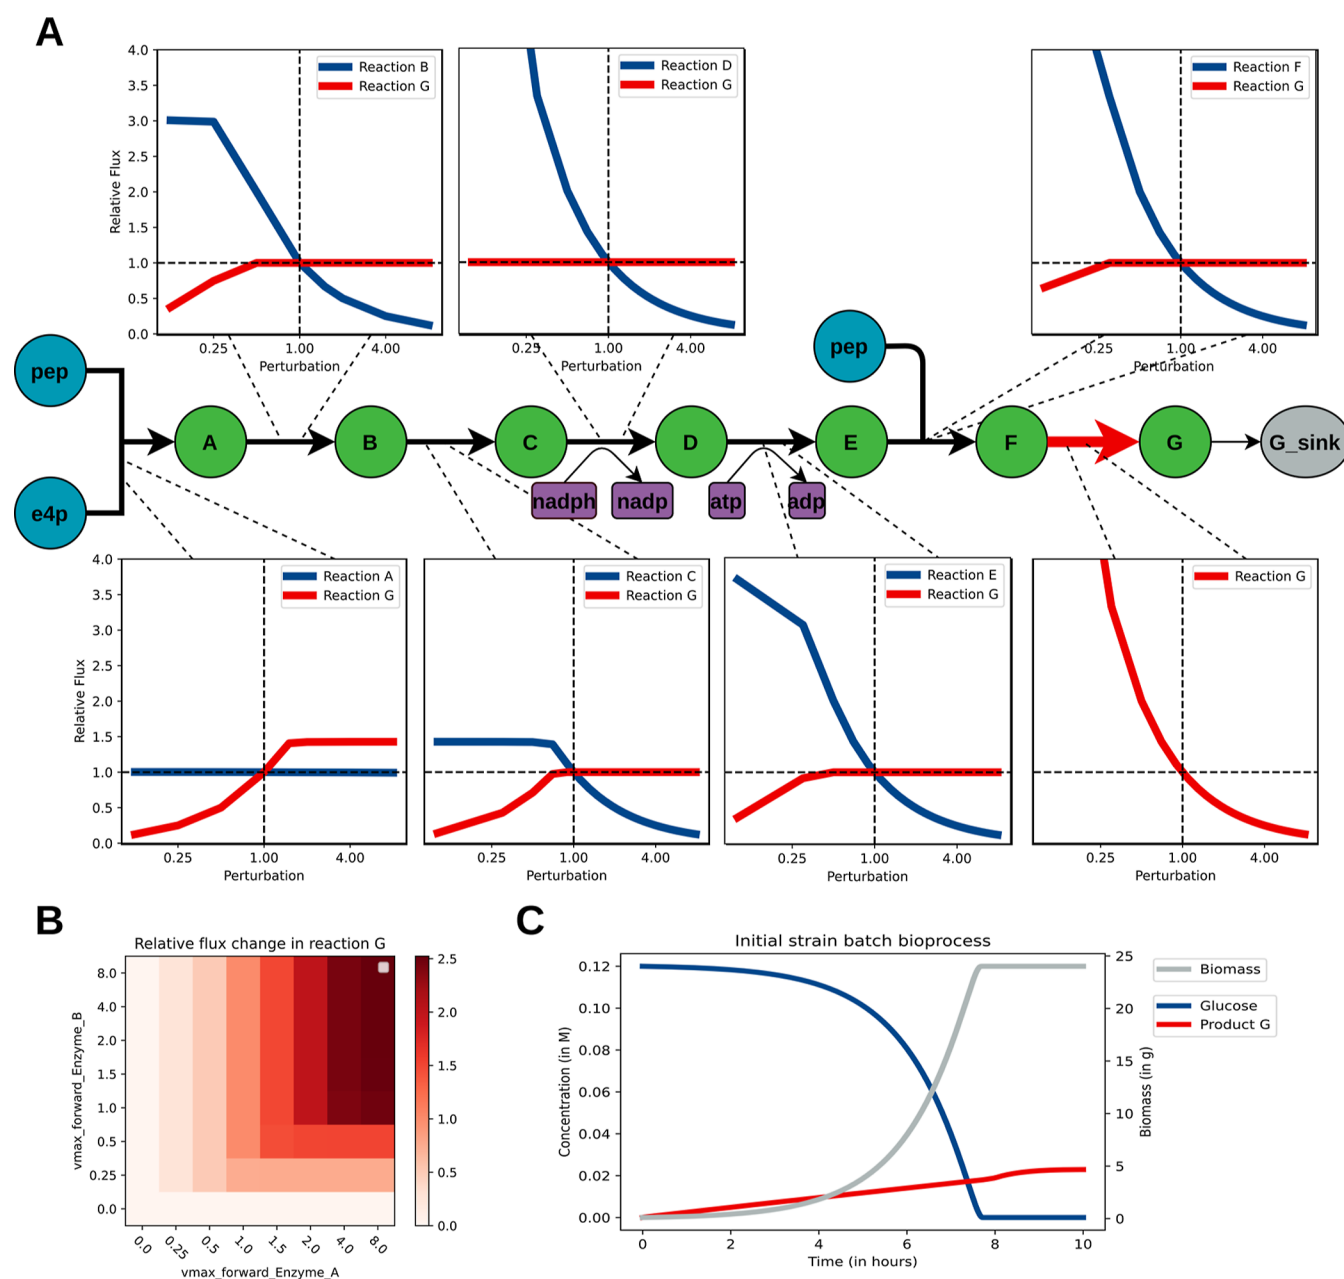 A
4.0
3.5
3.0
2.5
2.0
1.5
1.0
0.5
0.0
Relative Flux
Reaction B
Reaction G
0.25 1.00 4.00
Perturbation
Reaction D
Reaction G
0.25 1.00 4.00
Perturbation
Reaction F
Reaction G
0.25 1.00 4.00
Perturbation
pep
pep
e4p
A B C D E F G G_sink
nadph nadp atp adp
4.0
3.5
3.0
2.5
2.0
1.5
1.0
0.5
0.0
Relative Flux
Reaction A
Reaction G
0.25 1.00 4.00
Perturbation
Reaction C
Reaction G
0.25 1.00 4.00
Perturbation
Reaction E
Reaction G
0.25 1.00 4.00
Perturbation
Reaction G
0.25 1.00 4.00
Perturbation
B
Relative flux change in reaction G
vmax_forward_Enzyme_B
8.0
4.0
2.0
1.5
1.0
0.5
0.25
0.0
0.0 0.25 0.5 1.0 1.5 2.0 4.0 8.0
vmax_forward_Enzyme_A
2.5
2.0
1.5
1.0
0.5
0.0
C
Initial strain batch bioprocess
Concentration (in M)
0.12
0.10
0.08
0.06
0.04
0.02
0.00
0 2 4 6 8 10
Time (in hours)
25
20
15
10
5
0
Biomass (in g)
Biomass
Glucose
Product G